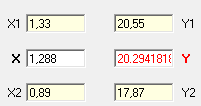 X1 1,33 20,55 Y1
X 1,288 20.2941818 Y
X2 0,89 17,87 Y2